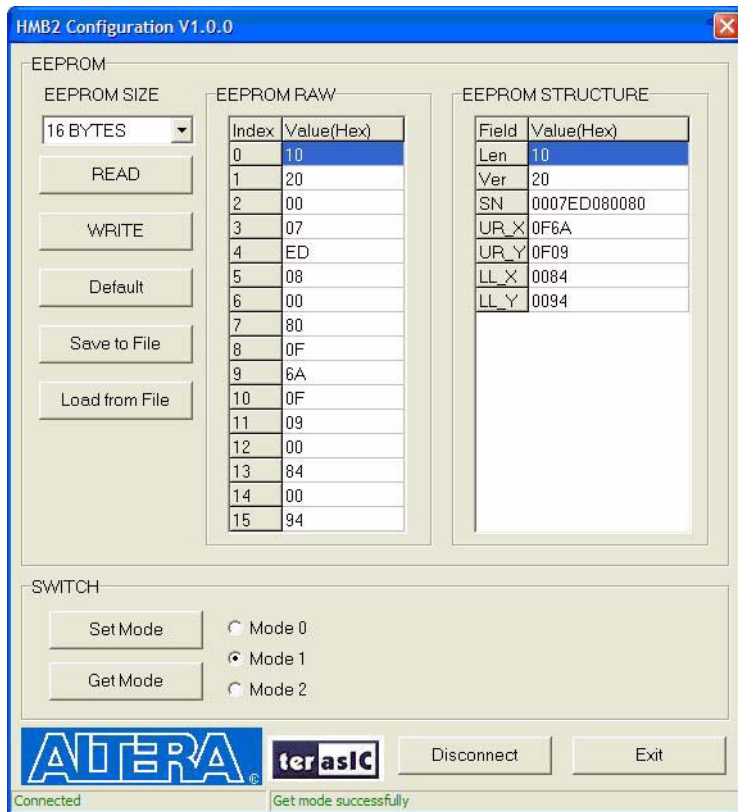 HMB2 Configuration V1.0.0
EEPROM
EEPROM SIZE
16 BYTES
READ
WRITE
Default
Save to File
Load from File
EEPROM RAW
Index Value(Hex)
0 10
1 20
2 00
3 07
4 ED
5 08
6 00
7 80
8 0F
9 6A
10 0F
11 09
12 00
13 84
14 00
15 94
EEPROM STRUCTURE
Field Value(Hex)
Len 10
Ver 20
SN 0007ED080080
UR_X 0F6A
UR_Y 0F09
LL_X 0084
LL_Y 0094
SWITCH
Set Mode
Get Mode
Mode 0
Mode 1
Mode 2
ALTERA®
terasIC
Disconnect
Exit
Connected
Get mode successfully